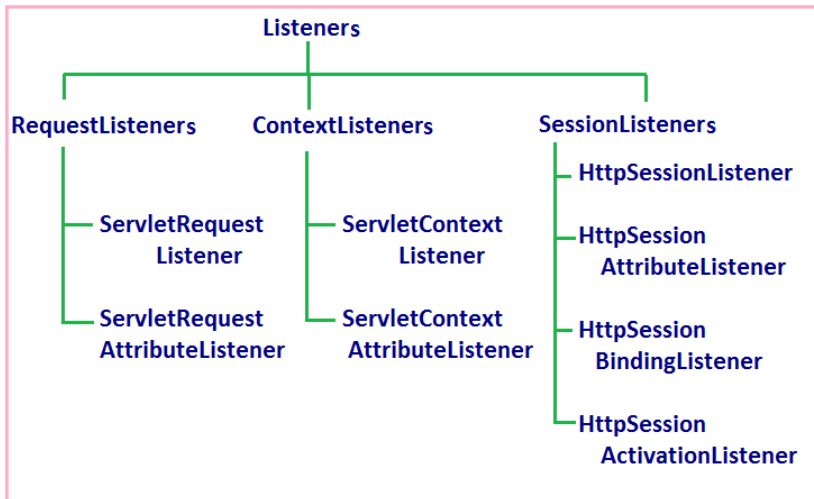 Listeners
RequestListeners
ContextListeners
SessionListeners
ServletRequest
Listener
ServletRequest
AttributeListener
ServletContext
Listener
ServletContext
AttributeListener
HttpSessionListener
HttpSession
AttributeListener
HttpSession
BindingListener
HttpSession
ActivationListener